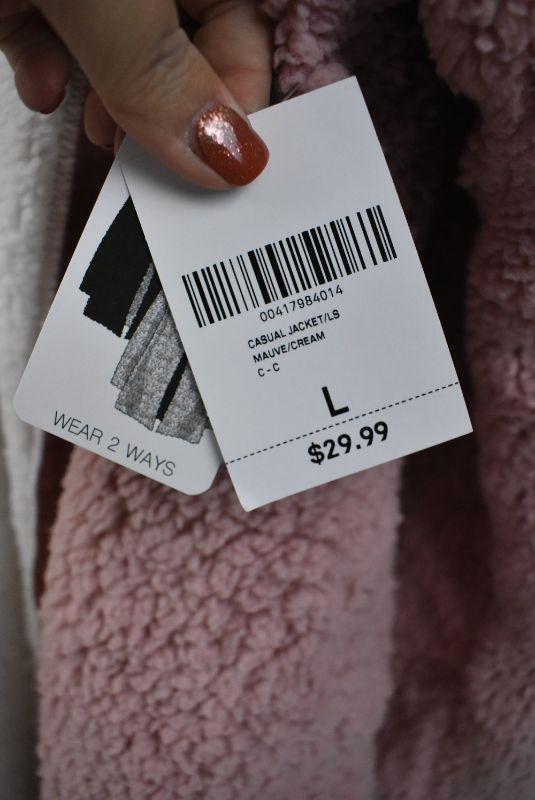 00417984014
CASUAL JACKET/LS
MAUVE/CREAM
C-C
L
$29.99
WEAR 2 WAYS